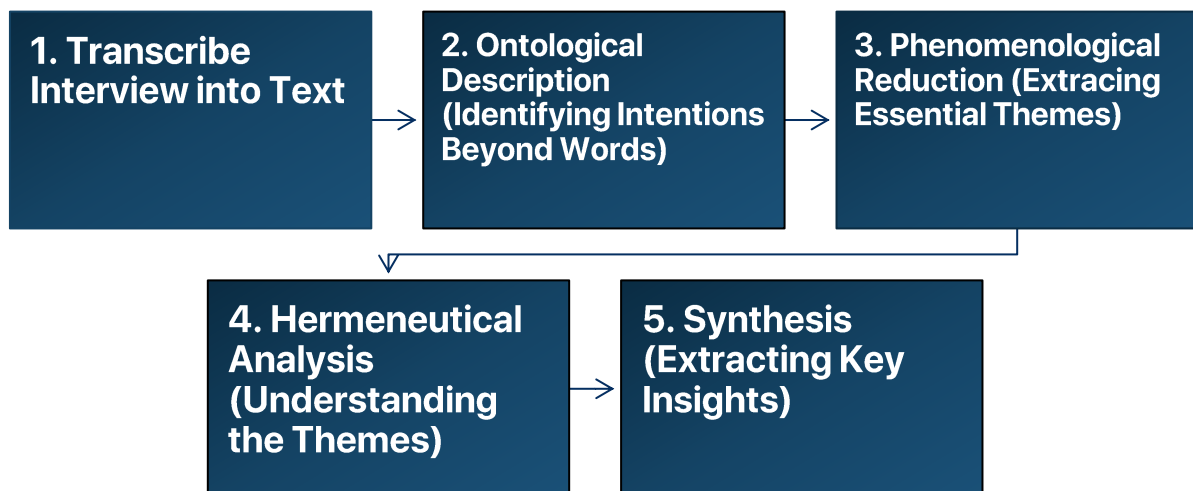 1. Transcribe
Interview into Text
2. Ontological
Description
(Identifying Intentions
Beyond Words)
3. Phenomenological
Reduction (Extracing
Essential Themes)
4. Hermeneutical
Analysis
(Understanding
the Themes)
5. Synthesis
(Extracting Key
Insights)